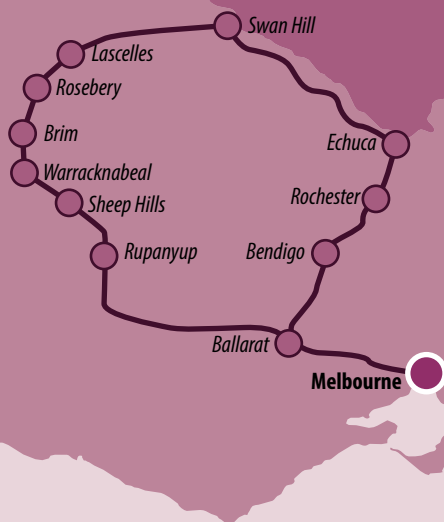 Swan Hill
Lascelles
Rosebery
Brim
Echuca
Warracknabeal
Rochester
Sheep Hills
Rupanyup
Bendigo
Ballarat
Melbourne